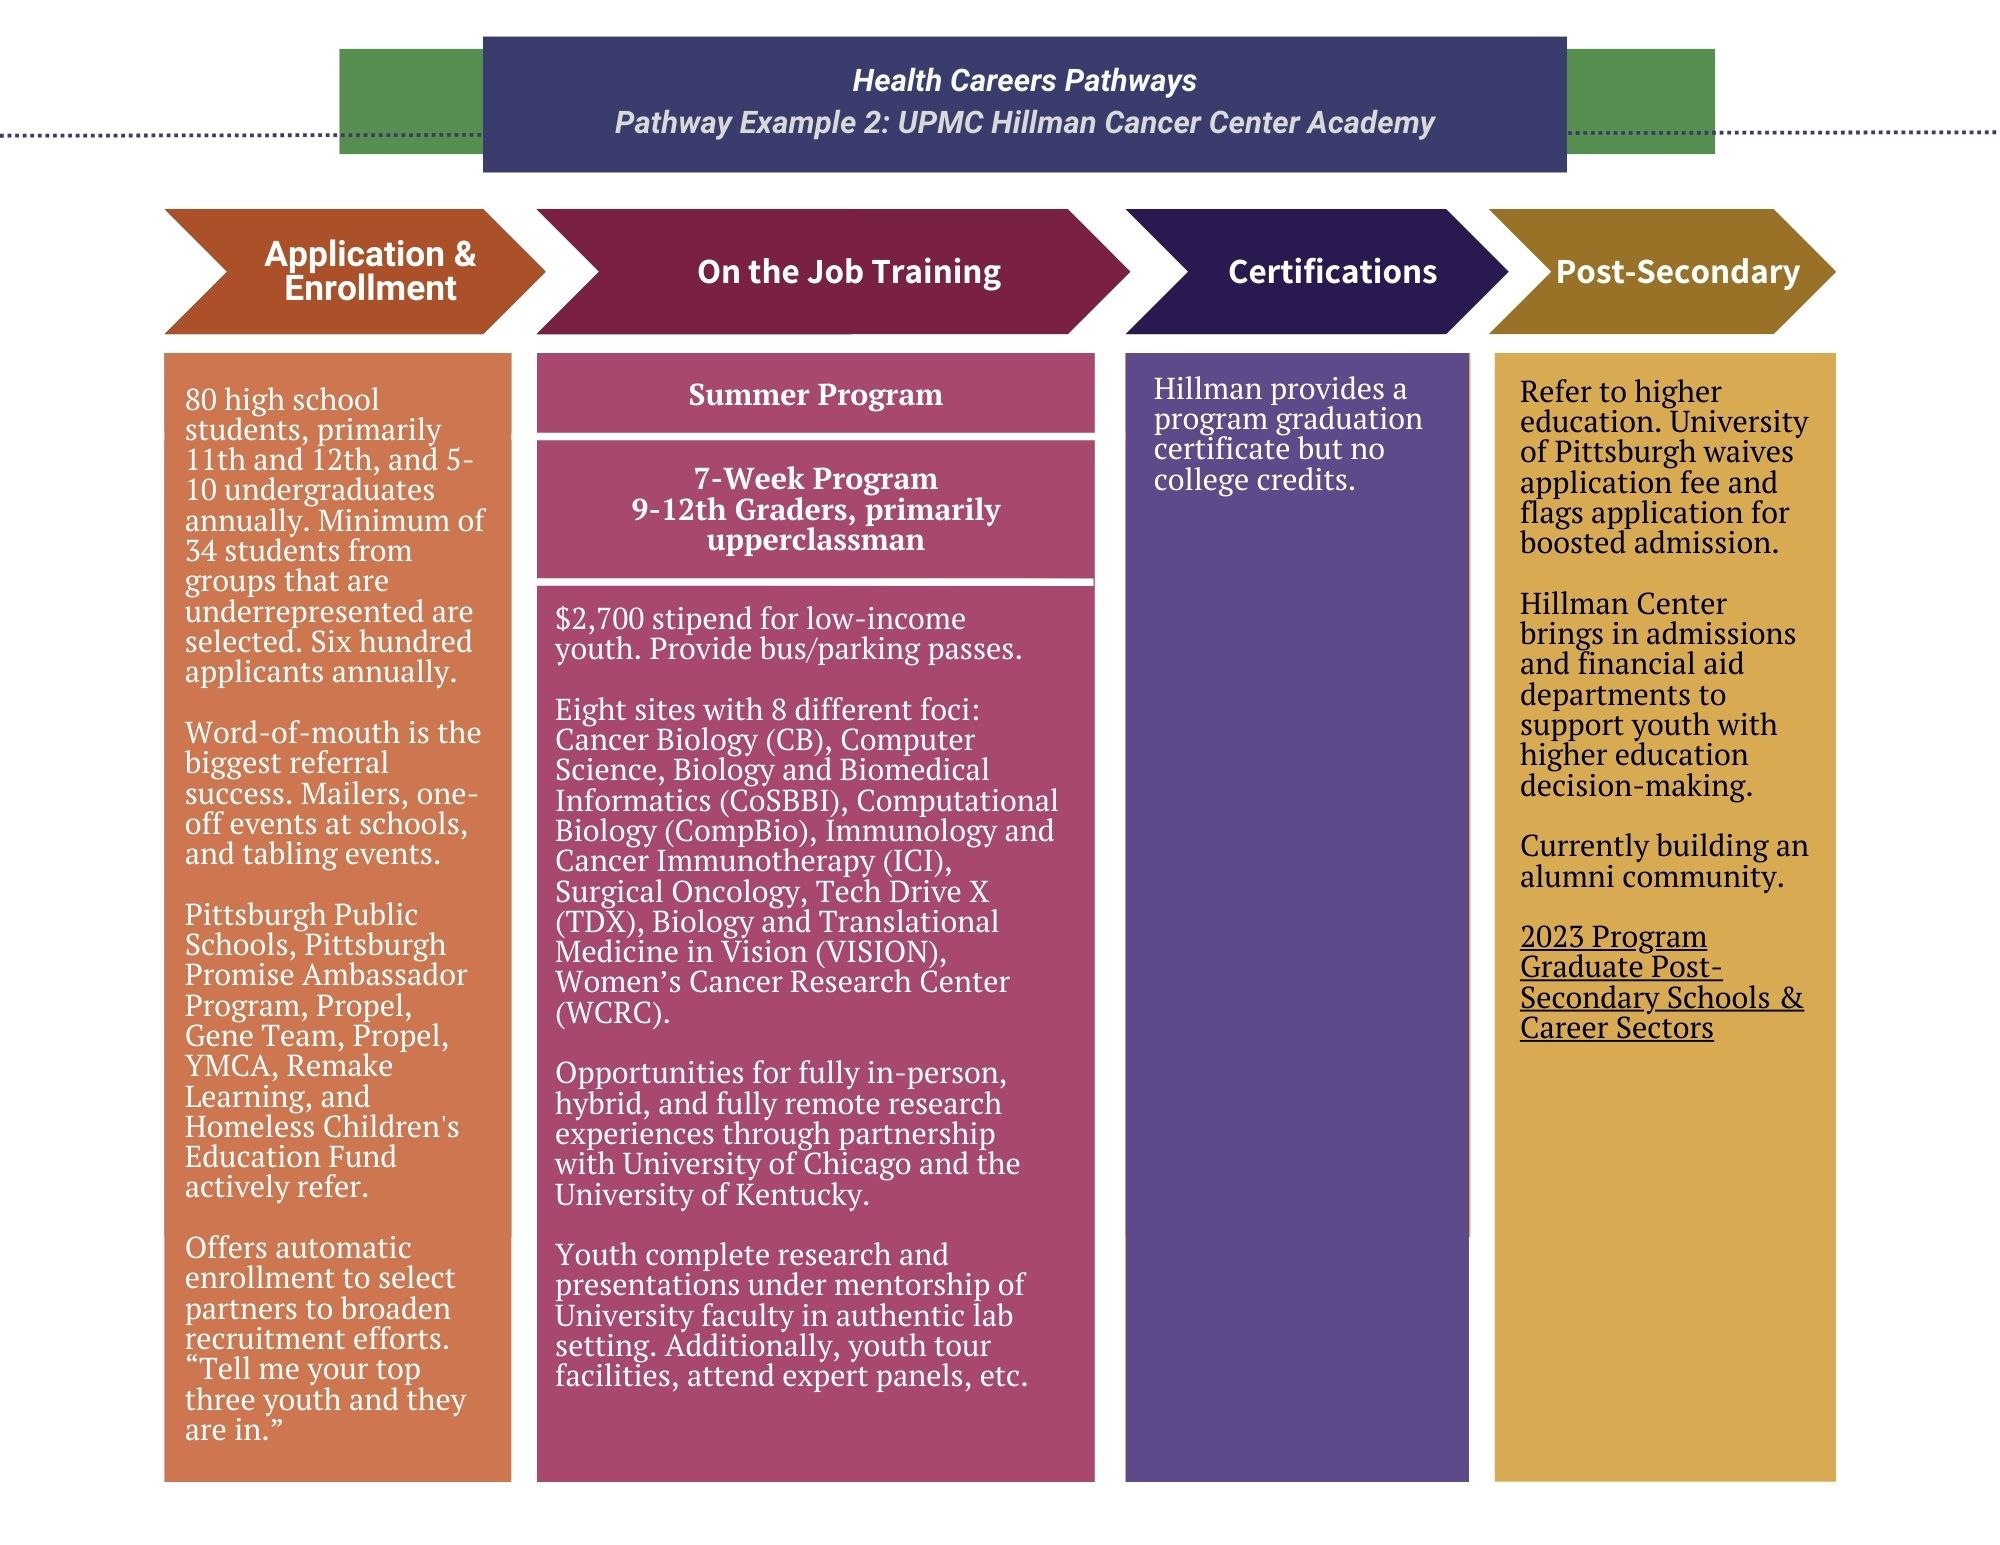 Health Careers Pathways
Pathway Example 2: UPMC Hillman Cancer Center Academy
Application &
Enrollment
80 high school
students, primarily
11th and 12th, and 5-
10 undergraduates
annually. Minimum of
34 students from
groups that are
underrepresented are
selected. Six hundred
applicants annually.
Word-of-mouth is the
biggest referral
success. Mailers, one-
off events at schools,
and tabling events.
Pittsburgh Public
Schools, Pittsburgh
Promise Ambassador
Program, Propel,
Gene Team, Propel,
YMCA, Remake
Learning, and
Homeless Children's
Education Fund
actively refer.
Offers automatic
enrollment to select
partners to broaden
recruitment efforts.
“Tell me your top
three youth and they
are in.”
On the Job Training
Summer Program
7-Week Program
9-12th Graders, primarily
upperclassman
$2,700 stipend for low-income
youth. Provide bus/parking passes.
Eight sites with 8 different foci:
Cancer Biology (CB), Computer
Science, Biology and Biomedical
Informatics (CoSBBI), Computational
Biology (CompBio), Immunology and
Cancer Immunotherapy (ICI),
Surgical Oncology, Tech Drive X
(TDX), Biology and Translational
Medicine in Vision (VISION),
Women’s Cancer Research Center
(WCRC).
Opportunities for fully in-person,
hybrid, and fully remote research
experiences through partnership
with University of Chicago and the
University of Kentucky.
Youth complete research and
presentations under mentorship of
University faculty in authentic lab
setting. Additionally, youth tour
facilities, attend expert panels, etc.
Certifications
Hillman provides a
program graduation
certificate but no
college credits.
Post-Secondary
Refer to higher
education. University
of Pittsburgh waives
application fee and
flags application for
boosted admission.
Hillman Center
brings in admissions
and financial aid
departments to
support youth with
higher education
decision-making.
Currently building an
alumni community.
2023 Program
Graduate Post-
Secondary Schools &
Career Sectors